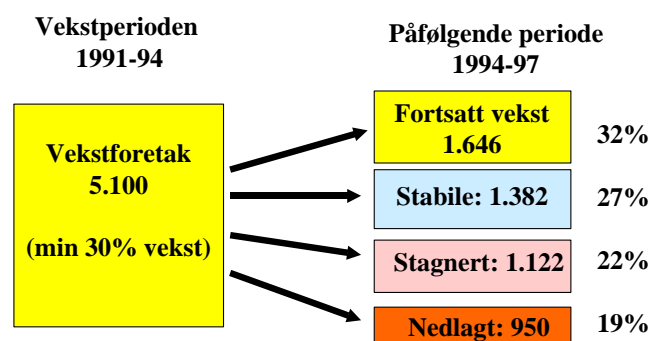 Vekstperioden
1991-94
Påfølgende periode
1994-97
Vekstforetak
5.100
(min 30% vekst)
Fortsatt vekst
1.646
32%
Stabile: 1.382
27%
Stagnert: 1.122
22%
Nedlagt: 950
19%